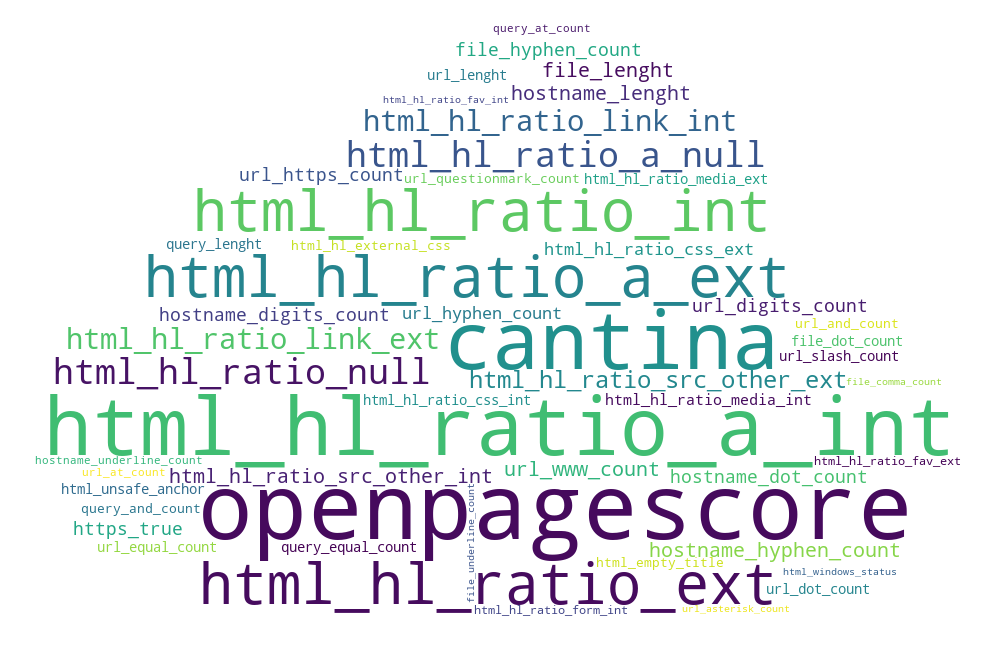 query_at_count
file_hyphen_count
url_lenght
file_lenght
html_hl_ratio_fav_int
hostname_lenght
html_hl_ratio_link_int
html_hl_ratio_a_null
url_https_count
url_questionmark_count
html_hl_ratio_media_ext
html_hl_ratio_int
query_lenght
html_hl_external_css
html_hl_ratio_css_ext
html_hl_ratio_a_ext
hostname_digits_count
url_hyphen_count
url_digits_count
cantina
url_and_count
html_hl_ratio_link_ext
file_dot_count
url_slash_count
html_hl_ratio_null
html_hl_ratio_src_other_ext
file_comma_count
html_hl_ratio_css_int
html_hl_ratio_media_int
html_hl_ratio_a_int
hostname_underline_count
html_hl_ratio_fav_ext
url_at_count
html_hl_ratio_src_other_int
url_www_count
hostname_dot_count
html_unsafe_anchor
openpagescore
query_and_count
https_true
file_underline_count
url_equal_count
query_equal_count
hostname_hyphen_count
html_empty_title
html_windows_status
html_hl_ratio_ext
url_dot_count
html_hl_ratio_form_int
url_asterisk_count